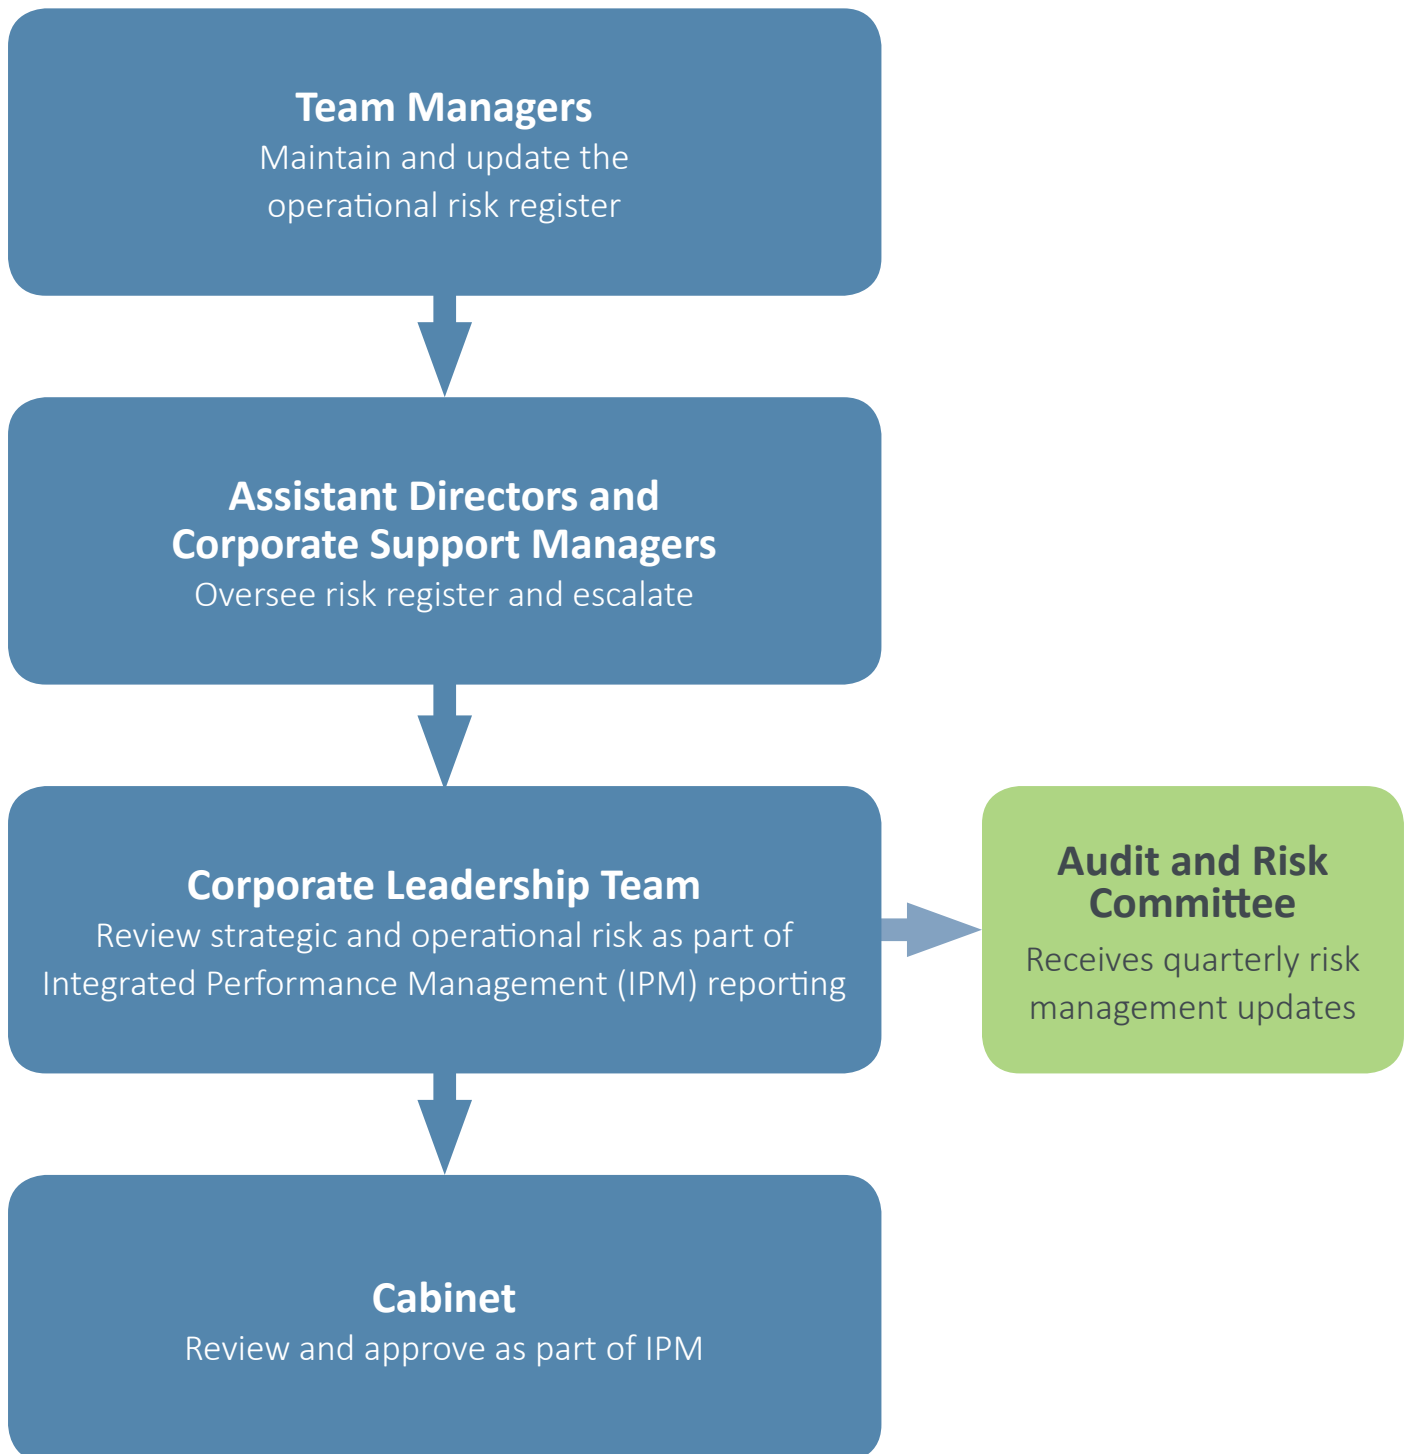 Team Managers
Maintain and update the
operational risk register
Assistant Directors and
Corporate Support Managers
Oversee risk register and escalate
Corporate Leadership Team
Review strategic and operational risk as part of
Integrated Performance Management (IPM) reporting
Audit and Risk
Committee
Receives quarterly risk
management updates
Cabinet
Review and approve as part of IPM